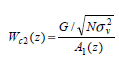 W_{c2}(z) = \frac{G / \sqrt{N\sigma_v^2}}{A_1(z)}